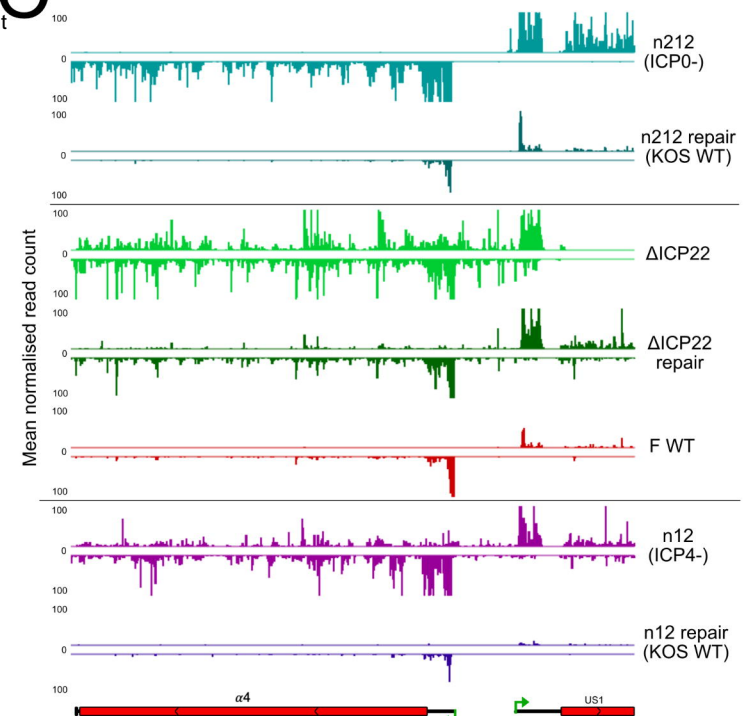 t
100
0
100
n212
(ICP0-)
100
0
100
n212 repair
(KOS WT)
Mean normalised read count
100
0
100
ΔICP22
100
0
100
ΔICP22
repair
100
0
100
F WT
100
0
100
n12
(ICP4-)
100
0
100
n12 repair
(KOS WT)
α4
US1